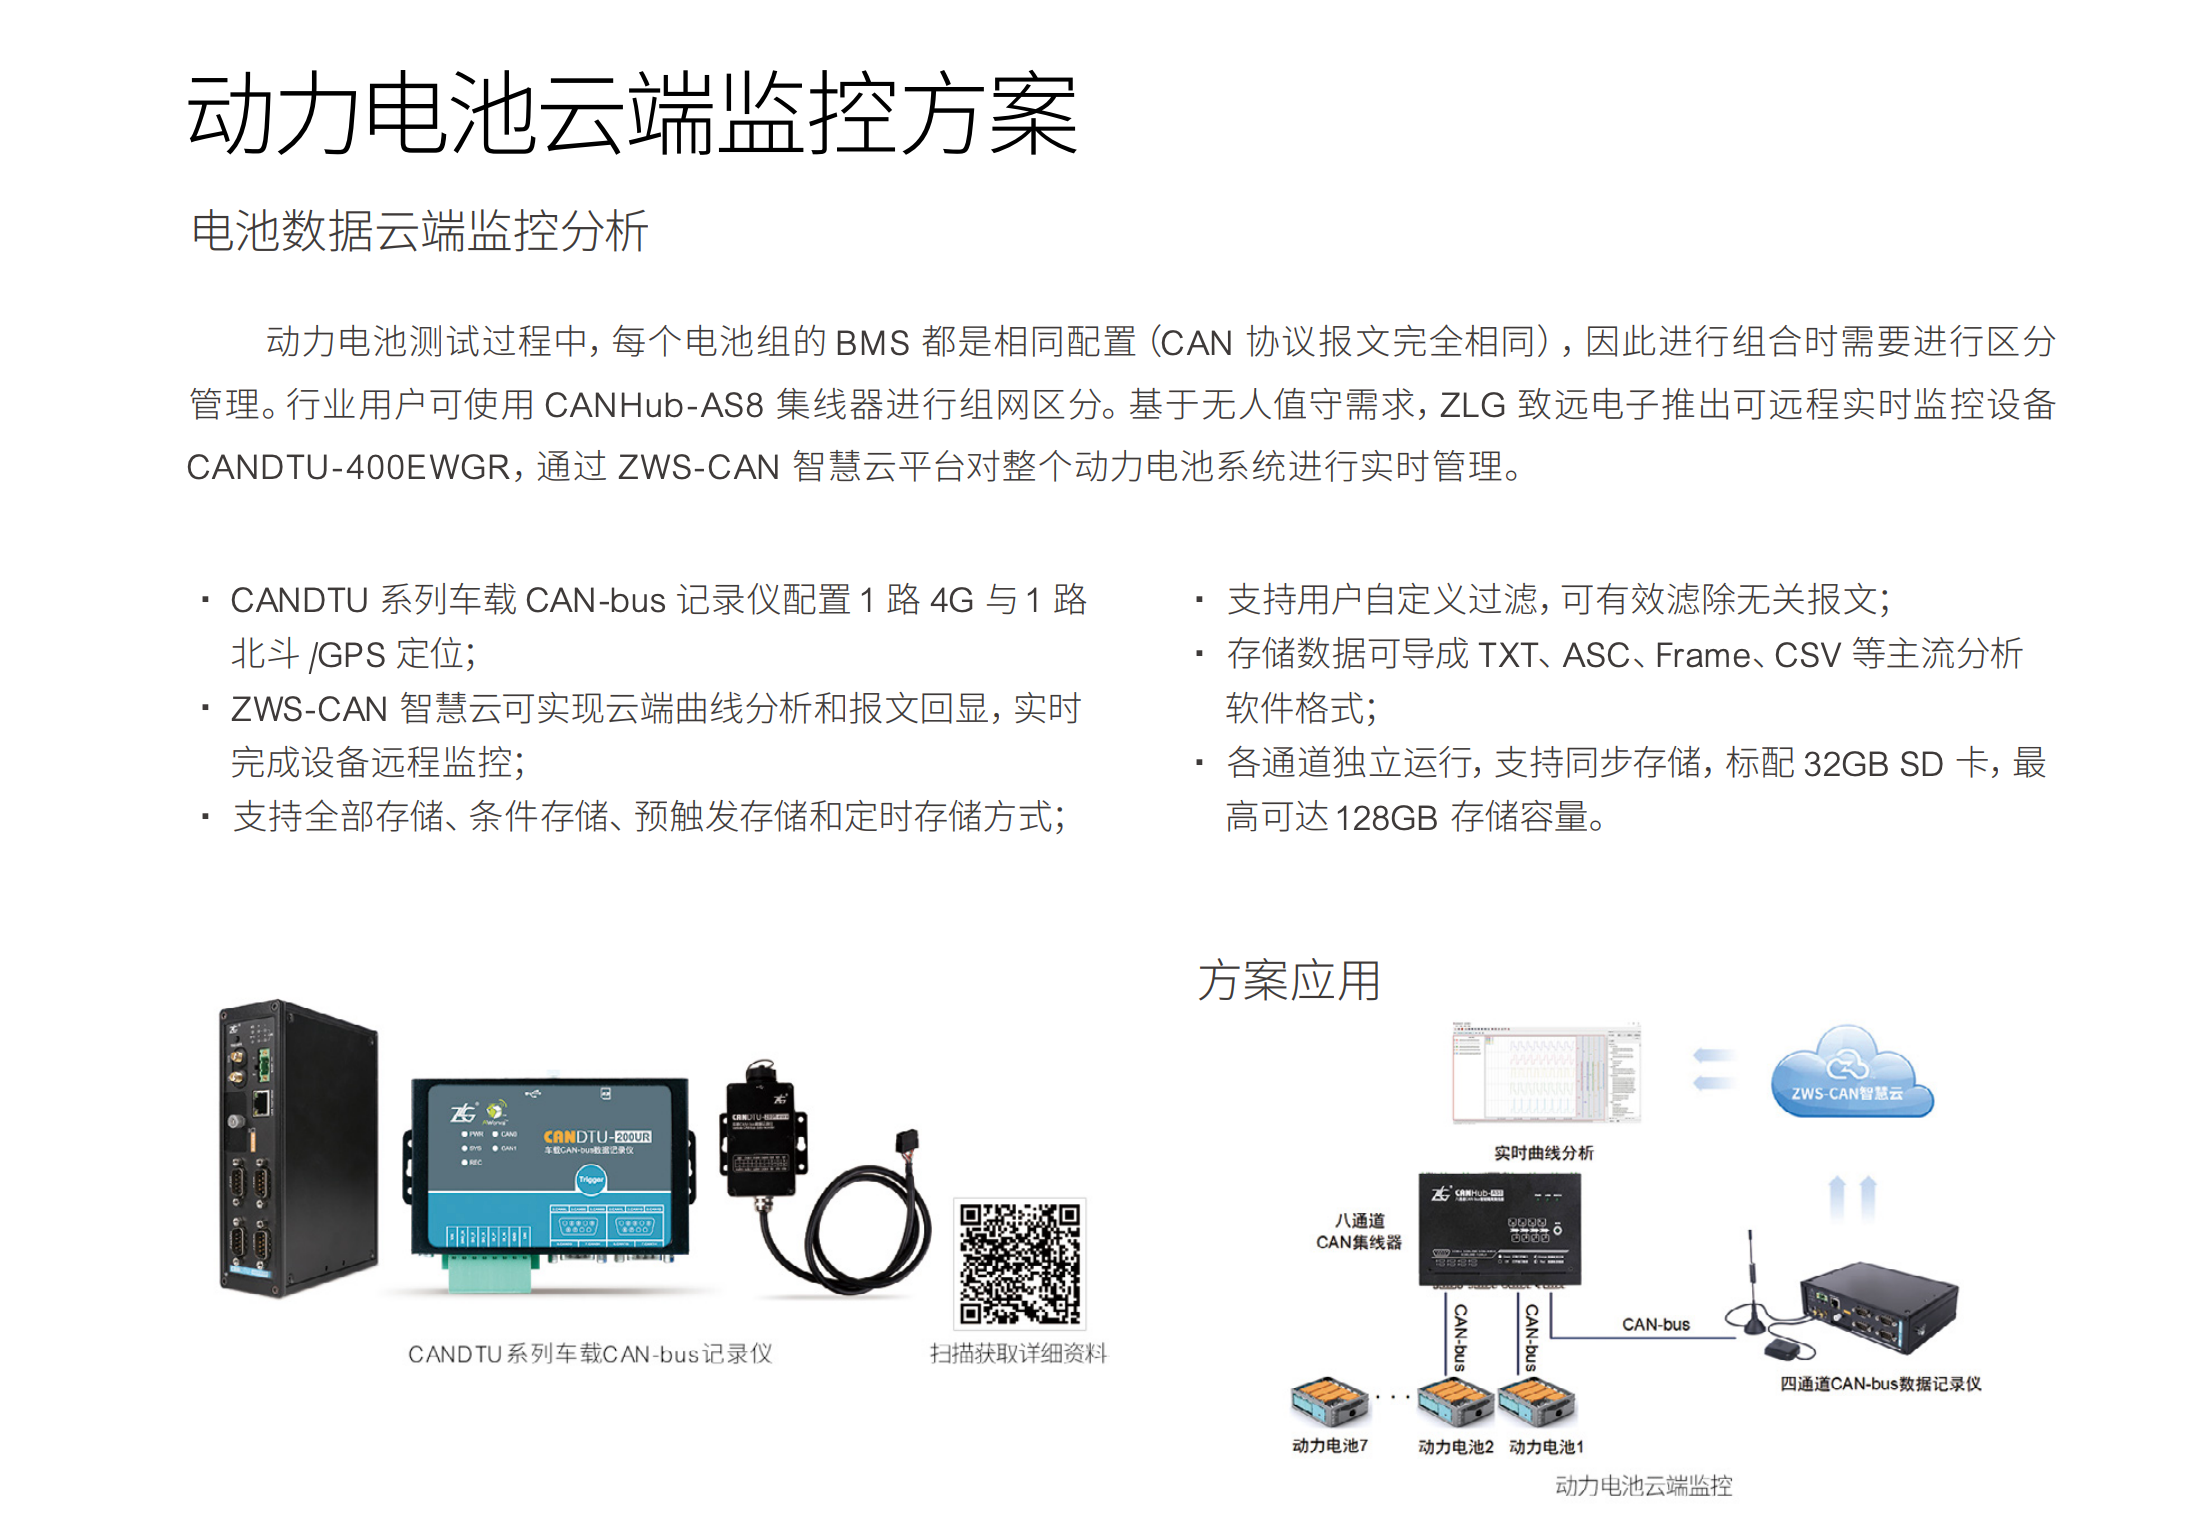 动力电池云端监控方案
电池数据云端监控分析
动力电池测试过程中，每个电池组的 BMS 都是相同配置（CAN 协议报文完全相同），因此进行组合时需要进行区分
管理。行业用户可使用 CANHub-AS8 集线器进行组网区分。基于无人值守需求，ZLG 致远电子推出可远程实时监控设备
CANDTU-400EWGR，通过 ZWS-CAN 智慧云平台对整个动力电池系统进行实时管理。
· CANDTU 系列车载 CAN-bus 记录仪配置 1 路 4G 与 1 路
北斗 /GPS 定位；
· ZWS-CAN 智慧云可实现云端曲线分析和报文回显，实时
完成设备远程监控；
· 支持全部存储、条件存储、预触发存储和定时存储方式；
· 支持用户自定义过滤，可有效滤除无关报文；
· 存储数据可导成 TXT、ASC、Frame、CSV 等主流分析
软件格式；
· 各通道独立运行，支持同步存储，标配 32GB SD 卡，最
高可达 128GB 存储容量。
ZLG
PWR CAN0
SYS CAN1
REC
CANDTU-200UR
车载CAN-bus数据记录仪
Trigger
CANDTU系列车载CAN-bus记录仪
扫描获取详细资料
方案应用
ZWS-CAN智慧云
实时曲线分析
CANHub-AS8
八通道
CAN集线器
CAN-bus
CAN-bus
CAN-bus
四通道CAN-bus数据记录仪
动力电池7
· · ·
动力电池2
动力电池1
动力电池云端监控